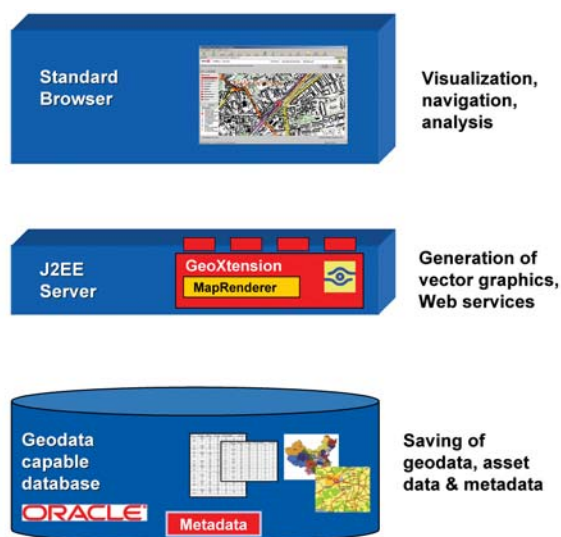 Standard
Browser
Visualization,
navigation,
analysis
J2EE
Server
GeoXtension
MapRenderer
Generation of
vector graphics,
Web services
Geodata
capable
database
ORACLE®
Metadata
Saving of
geodata, asset
data & metadata